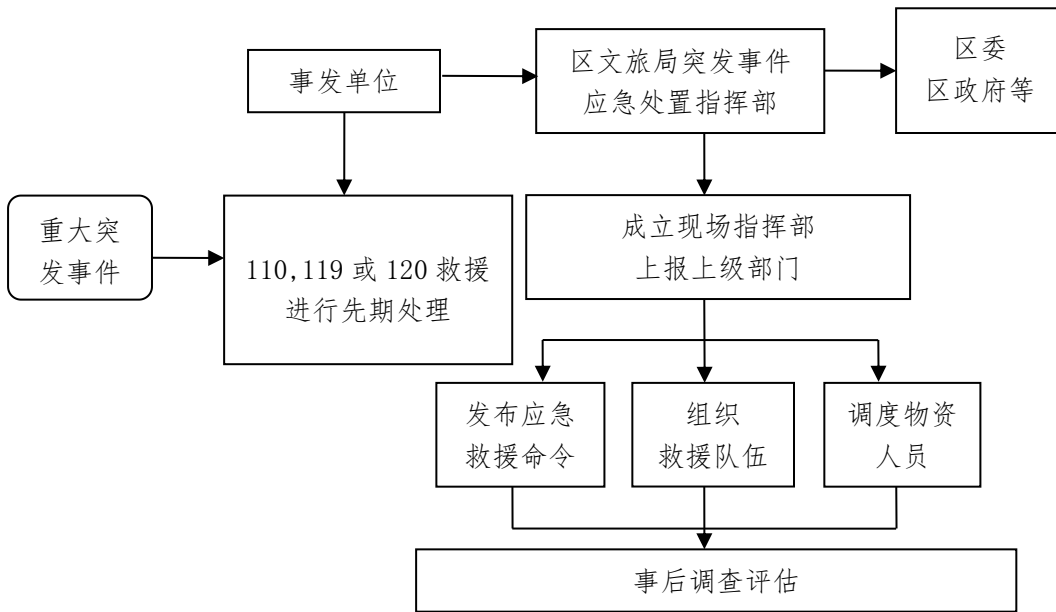 事发单位
区文旅局突发事件
应急处置指挥部
区委
区政府等
重大突
发事件
110,119 或 120 救援
进行先期处理
成立现场指挥部
上报上级部门
发布应急
救援命令
组织
救援队伍
调度物资
人员
事后调查评估